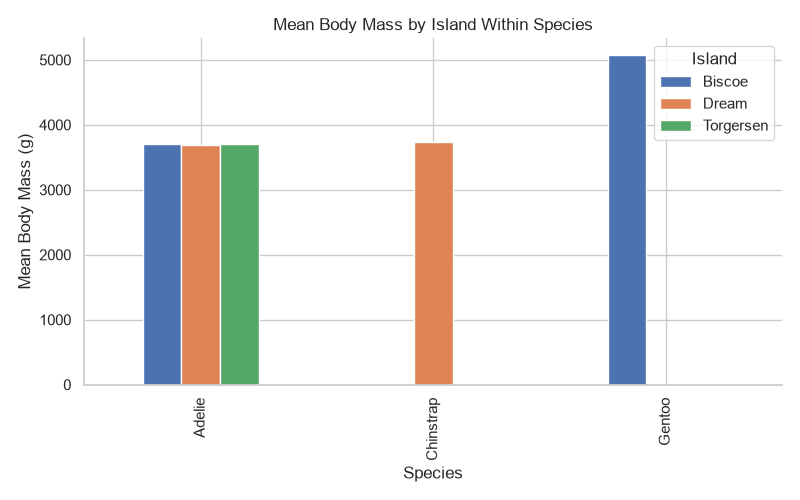 Mean Body Mass by Island Within Species
Island
Biscoe
Dream
Torgersen
Mean Body Mass (g)
5000
4000
3000
2000
1000
0
Adelie
Chinstrap
Gentoo
Species